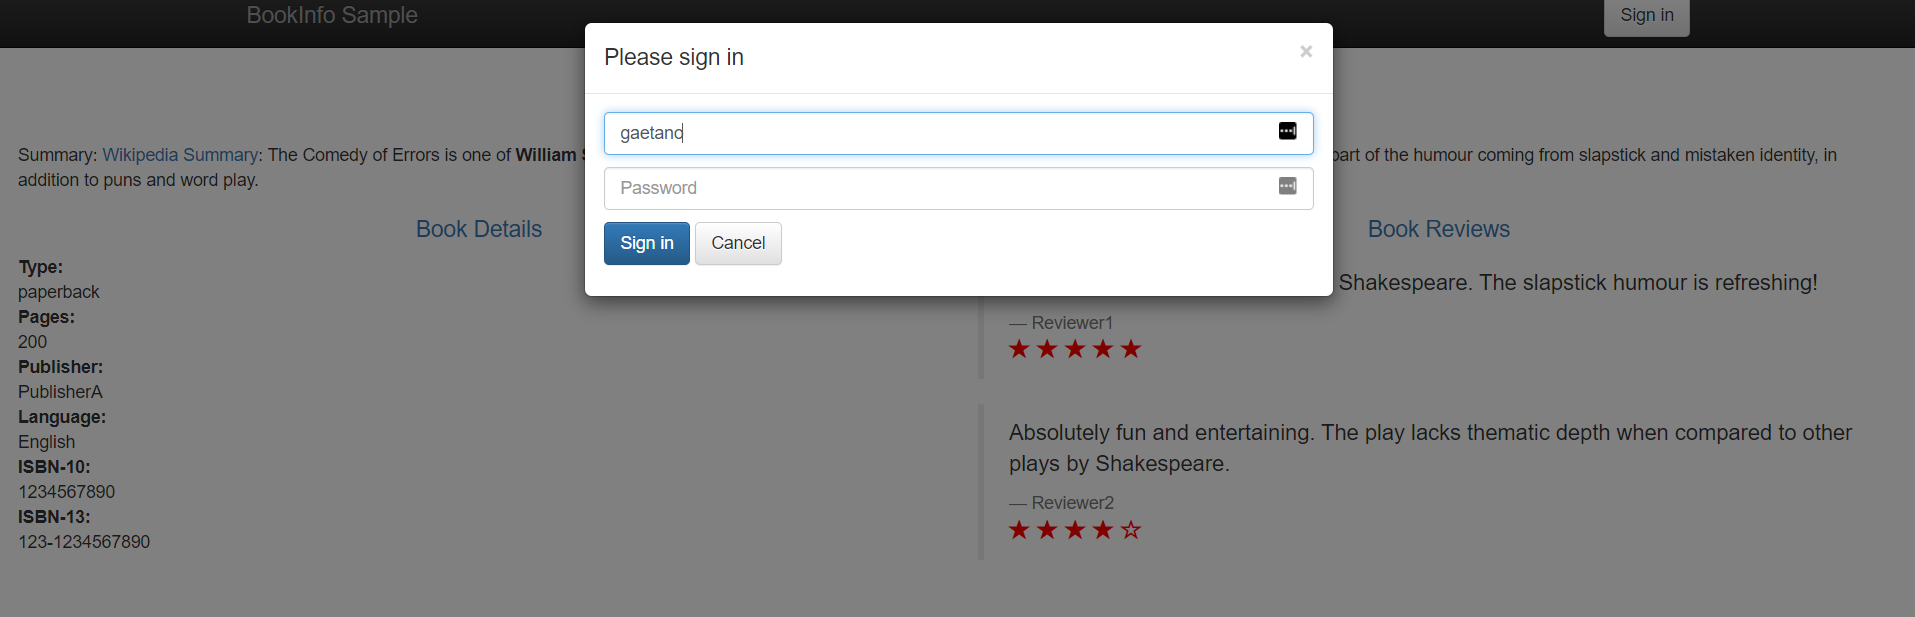 BookInfo Sample
Sign in
Please sign in
×
gaetano
Password
Sign in
Cancel
Summary: Wikipedia Summary: The Comedy of Errors is one of William
part of the humour coming from slapstick and mistaken identity, in
addition to puns and word play.
Book Details
Type:
paperback
Pages:
200
Publisher:
PublisherA
Language:
English
ISBN-10:
1234567890
ISBN-13:
123-1234567890
Book Reviews
Shakespeare. The slapstick humour is refreshing!
— Reviewer1
Absolutely fun and entertaining. The play lacks thematic depth when compared to other
plays by Shakespeare.
— Reviewer2